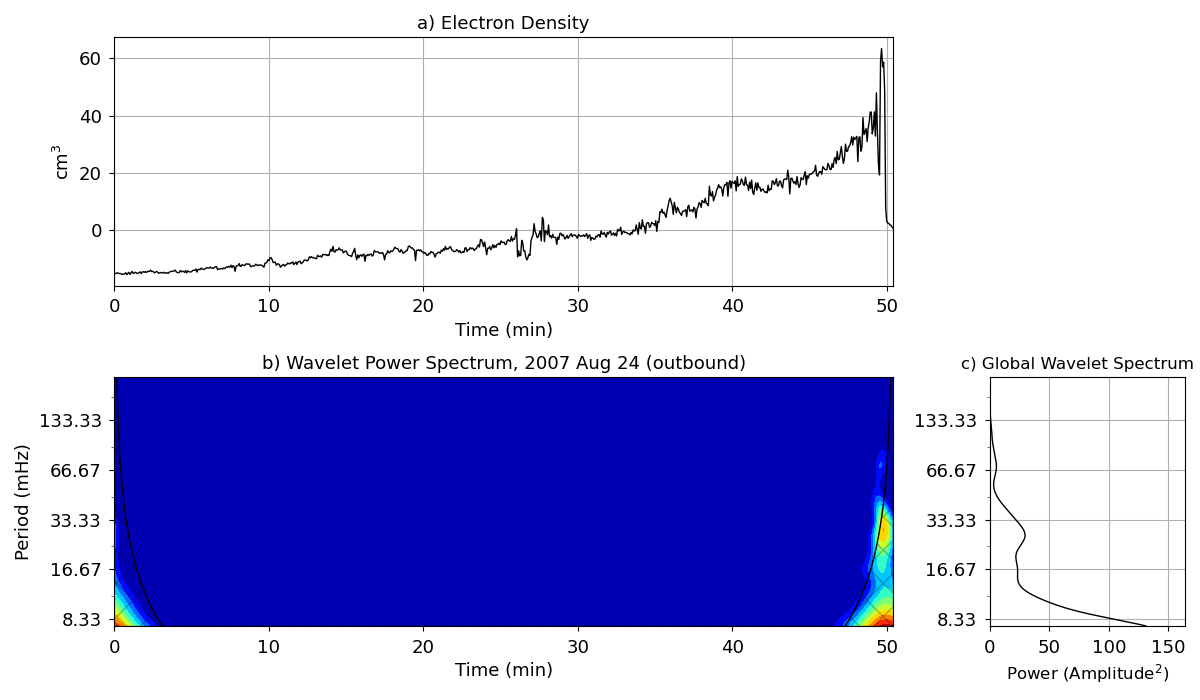 a) Electron Density
60
40
20
0
cm³
0 10 20 30 40 50
Time (min)
b) Wavelet Power Spectrum, 2007 Aug 24 (outbound)
133.33
66.67
33.33
16.67
8.33
Period (mHz)
0 10 20 30 40 50
Time (min)
c) Global Wavelet Spectrum
133.33
66.67
33.33
16.67
8.33
0 50 100 150
Power (Amplitude²)